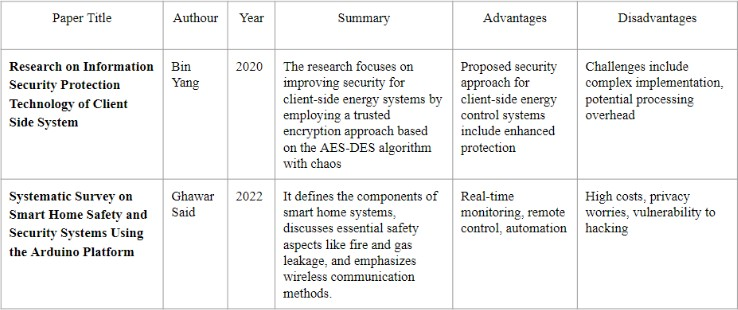 Paper Title
Authour
Year
Summary
Advantages
Disadvantages
Research on Information
Security Protection
Technology of Client
Side System
Bin
Yang
2020
The research focuses on
improving security for
client-side energy systems by
employing a trusted
encryption approach based
on the AES-DES algorithm
with chaos
Proposed security
approach for
client-side energy
control systems
include enhanced
protection
Challenges include
complex implementation,
potential processing
overhead
Systematic Survey on
Smart Home Safety and
Security Systems Using
the Arduino Platform
Ghawar
Said
2022
It defines the components of
smart home systems,
discusses essential safety
aspects like fire and gas
leakage, and emphasizes
wireless communication
methods.
Real-time
monitoring, remote
control, automation
High costs, privacy
worries, vulnerability to
hacking